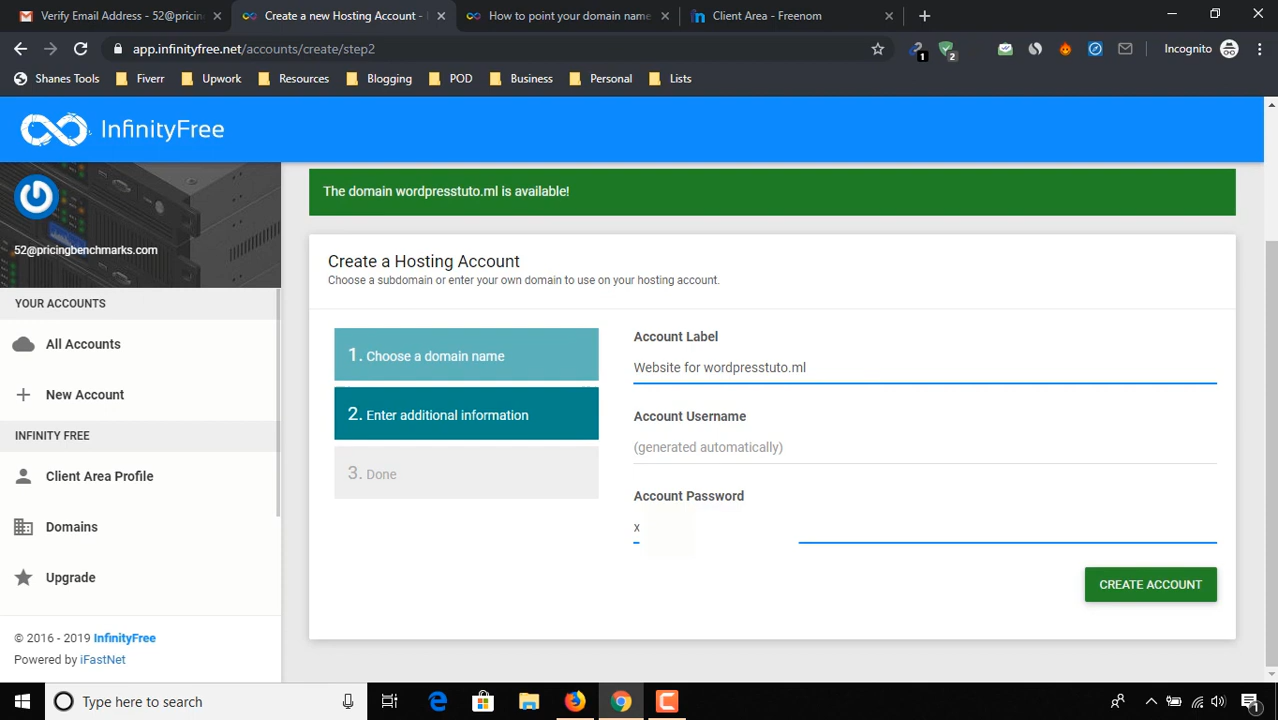 Verify Email Address - 52@pricin
Create a new Hosting Account -
How to point your domain name
Client Area - Freenom
app.infinityfree.net/accounts/create/step2
1
2
Incognito
Shanes Tools
Fiverr
Upwork
Resources
Blogging
POD
Business
Personal
Lists
InfinityFree
52@pricingbenchmarks.com
YOUR ACCOUNTS
All Accounts
New Account
INFINITY FREE
Client Area Profile
Domains
Upgrade
© 2016 - 2019 InfinityFree
Powered by iFastNet
The domain wordpresstuto.ml is available!
Create a Hosting Account
Choose a subdomain or enter your own domain to use on your hosting account.
1. Choose a domain name
2. Enter additional information
3. Done
Account Label
Website for wordpresstuto.ml
Account Username
(generated automatically)
Account Password
x
CREATE ACCOUNT
Type here to search
1